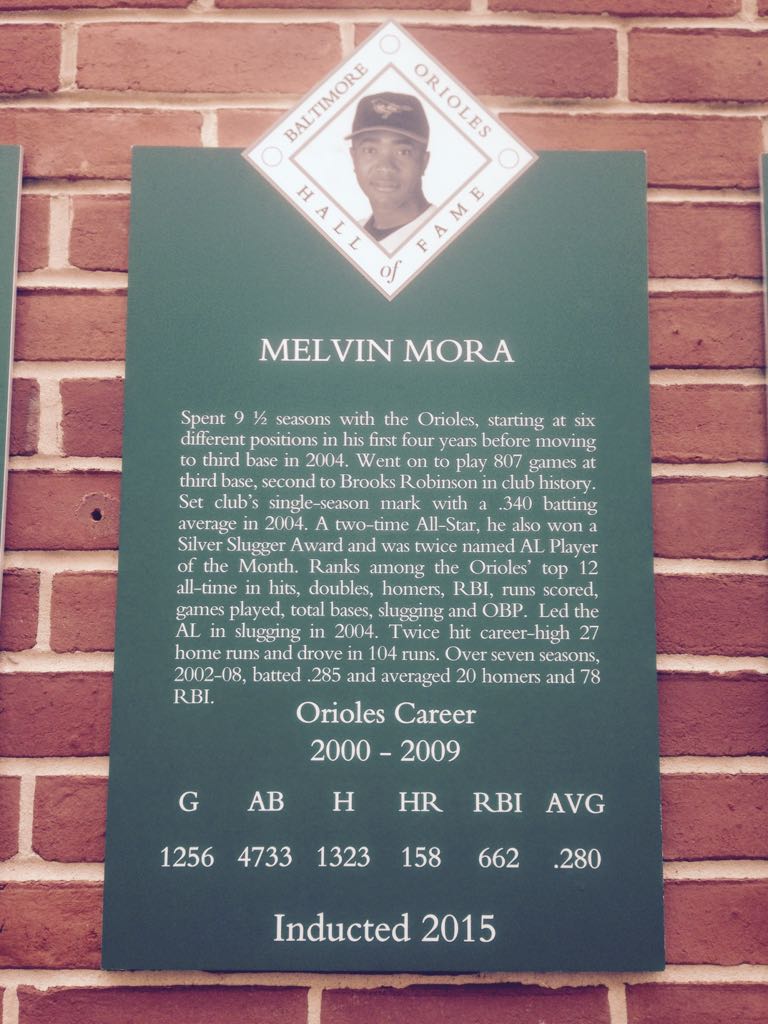 BALTIMORE ORIOLES
HALL of FAME
MELVIN MORA
Spent 9 ½ seasons with the Orioles, starting at six
different positions in his first four years before moving
to third base in 2004. Went on to play 807 games at
third base, second to Brooks Robinson in club history.
Set club's single-season mark with a .340 batting
average in 2004. A two-time All-Star, he also won a
Silver Slugger Award and was twice named AL Player
of the Month. Ranks among the Orioles' top 12
all-time in hits, doubles, homers, RBI, runs scored,
games played, total bases, slugging and OBP. Led the
AL in slugging in 2004. Twice hit career-high 27
home runs and drove in 104 runs. Over seven seasons,
2002-08, batted .285 and averaged 20 homers and 78
RBI.
Orioles Career
2000 - 2009
G AB H HR RBI AVG
1256 4733 1323 158 662 .280
Inducted 2015